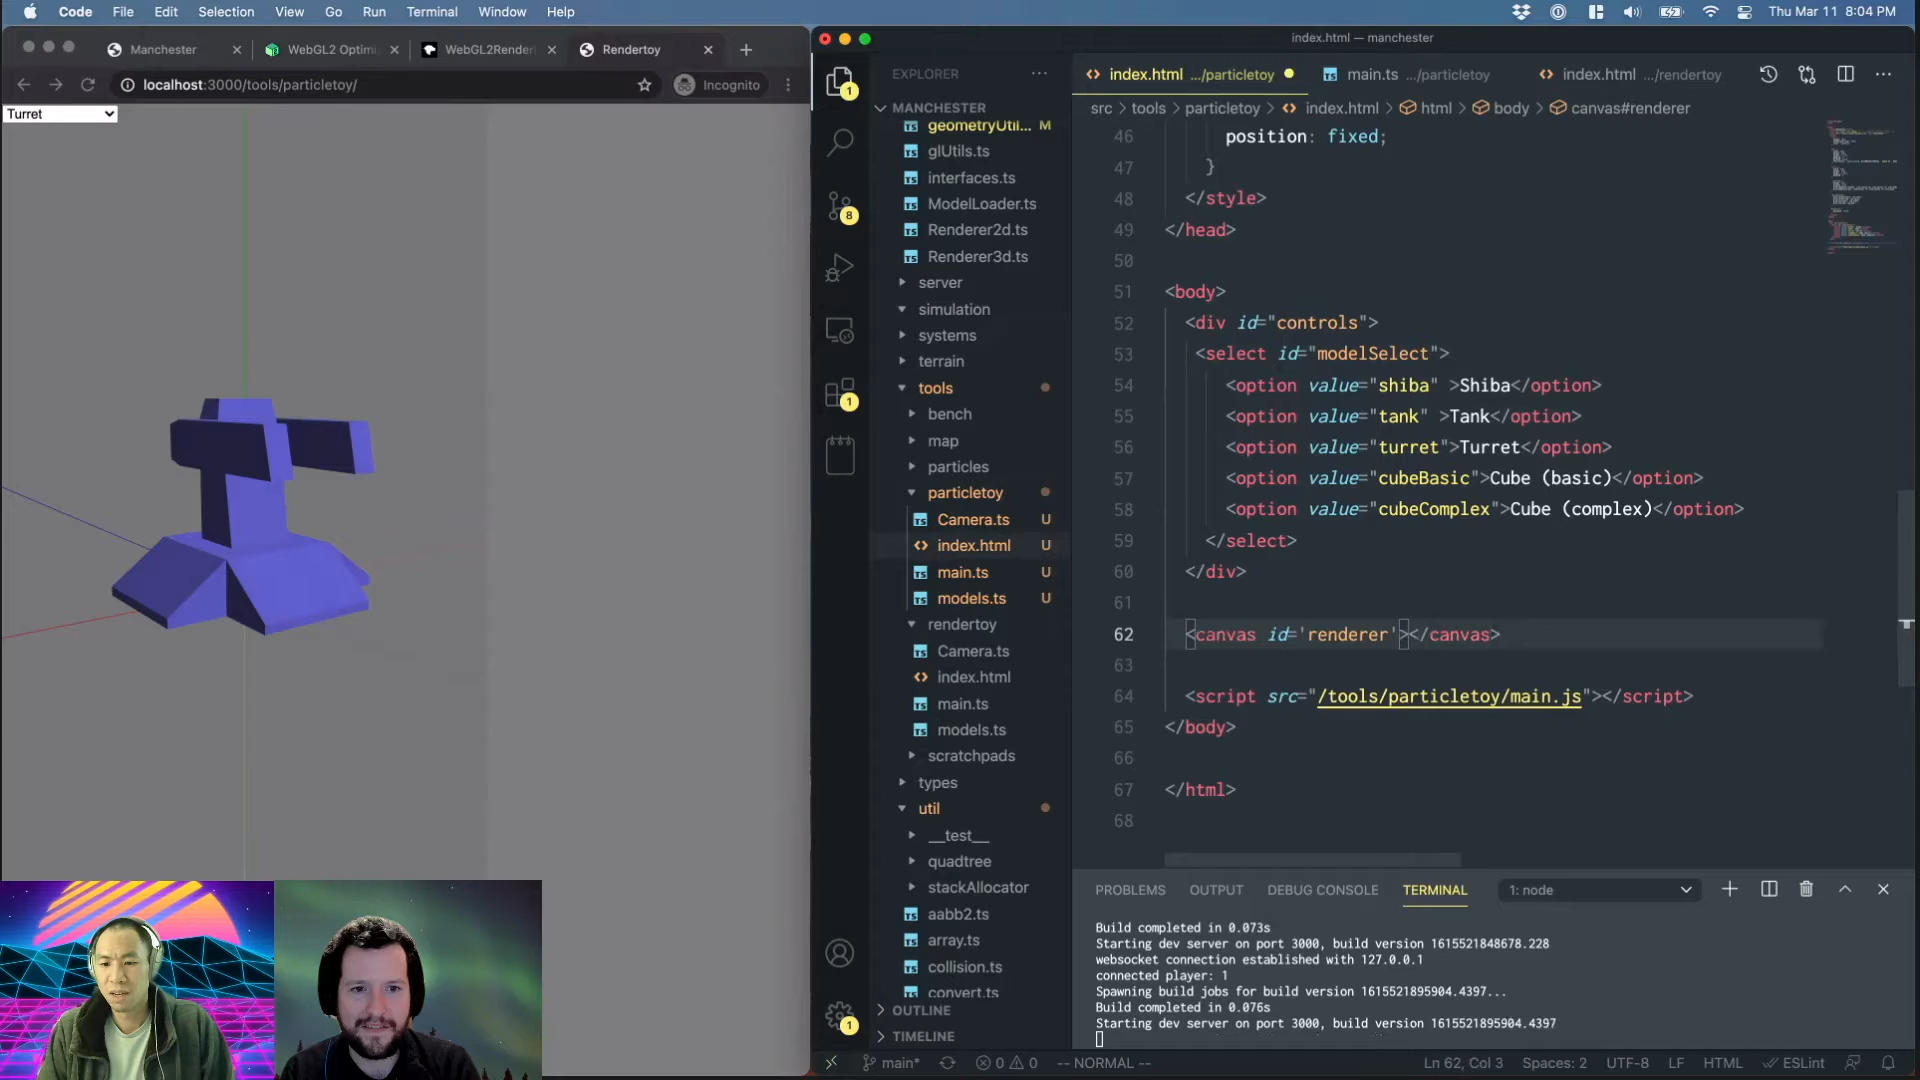 Code File Edit Selection View Go Run Terminal Window Help
Thu Mar 11 8:04 PM
Manchester
WebGL2 Optimi
WebGL2Renderi
Rendertoy
localhost:3000/tools/particletoy/
Incognito
Turret
index.html — manchester
EXPLORER
MANCHESTER
geometryUtil... M
glUtils.ts
interfaces.ts
ModelLoader.ts
Renderer2d.ts
Renderer3d.ts
server
simulation
systems
terrain
tools
bench
map
particles
particletoy
Camera.ts U
index.html U
main.ts U
models.ts U
rendertoy
Camera.ts
index.html
main.ts
models.ts
scratchpads
types
util
__test__
quadtree
stackAllocator
aabb2.ts
array.ts
collision.ts
convert.ts
OUTLINE
TIMELINE
1
8
1
1
index.html .../particletoy
main.ts .../particletoy
index.html .../rendertoy
src > tools > particletoy > index.html > html > body > canvas#renderer
46 position: fixed;
47 }
48 </style>
49 </head>
50
51 <body>
52 <div id="controls">
53 <select id="modelSelect">
54 <option value="shiba" >Shiba</option>
55 <option value="tank" >Tank</option>
56 <option value="turret">Turret</option>
57 <option value="cubeBasic">Cube (basic)</option>
58 <option value="cubeComplex">Cube (complex)</option>
59 </select>
60 </div>
61
62 <canvas id='renderer'></canvas>
63
64 <script src="/tools/particletoy/main.js"></script>
65 </body>
66
67 </html>
68
PROBLEMS OUTPUT DEBUG CONSOLE TERMINAL 1: node
Build completed in 0.073s
Starting dev server on port 3000, build version 1615521848678.228
websocket connection established with 127.0.0.1
connected player: 1
Spawning build jobs for build version 1615521895904.4397...
Build completed in 0.076s
Starting dev server on port 3000, build version 1615521895904.4397
main* 0 0 -- NORMAL -- Ln 62, Col 3 Spaces: 2 UTF-8 LF HTML ESLint